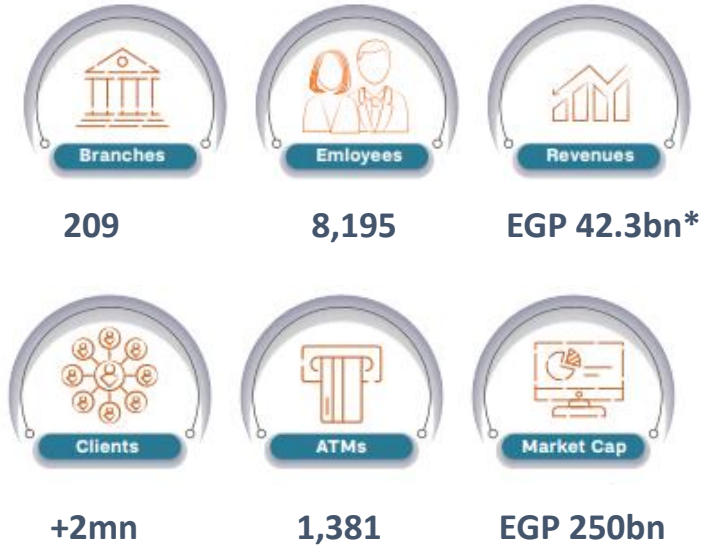 Branches
Emloyees
Revenues
209
8,195
EGP 42.3bn*
Clients
ATMs
Market Cap
+2mn
1,381
EGP 250bn